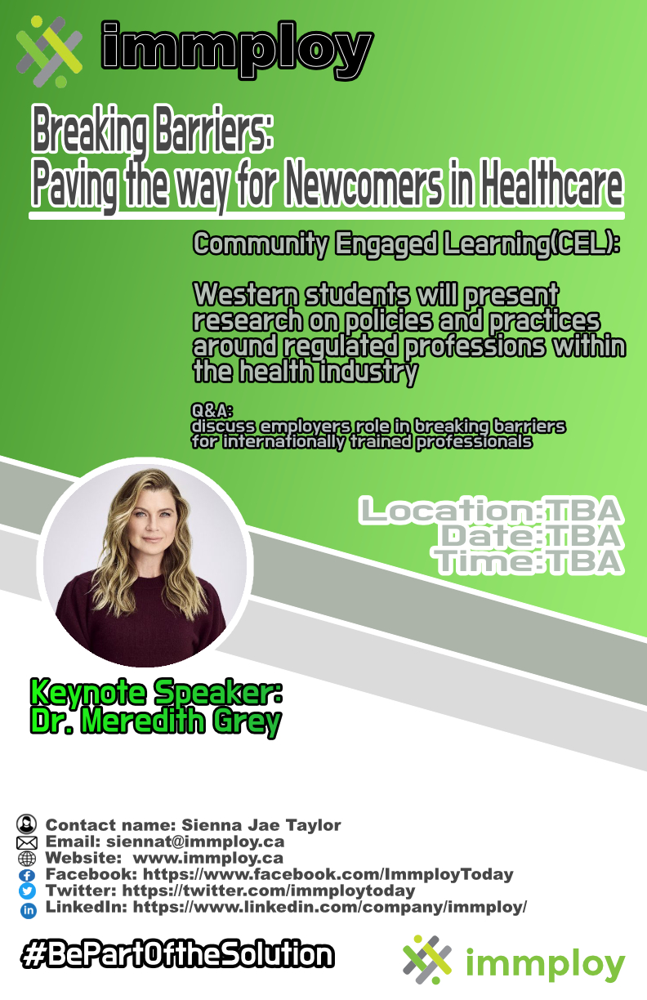 immploy
Breaking Barriers:
Paving the way for Newcomers in Healthcare
Community Engaged Learning(CEL):
Western students will present
research on policies and practices
around regulated professions within
the health industry
Q&A:
discuss employers role in breaking barriers
for internationally trained professionals
Location:TBA
Date:TBA
Time:TBA
Keynote Speaker:
Dr. Meredith Grey
Contact name: Sienna Jae Taylor
Email: siennat@immploy.ca
Website:  www.immploy.ca
Facebook: https://www.facebook.com/ImmployToday
Twitter: https://twitter.com/immploytoday
LinkedIn: https://www.linkedin.com/company/immploy/
#BePartOftheSolution
immploy